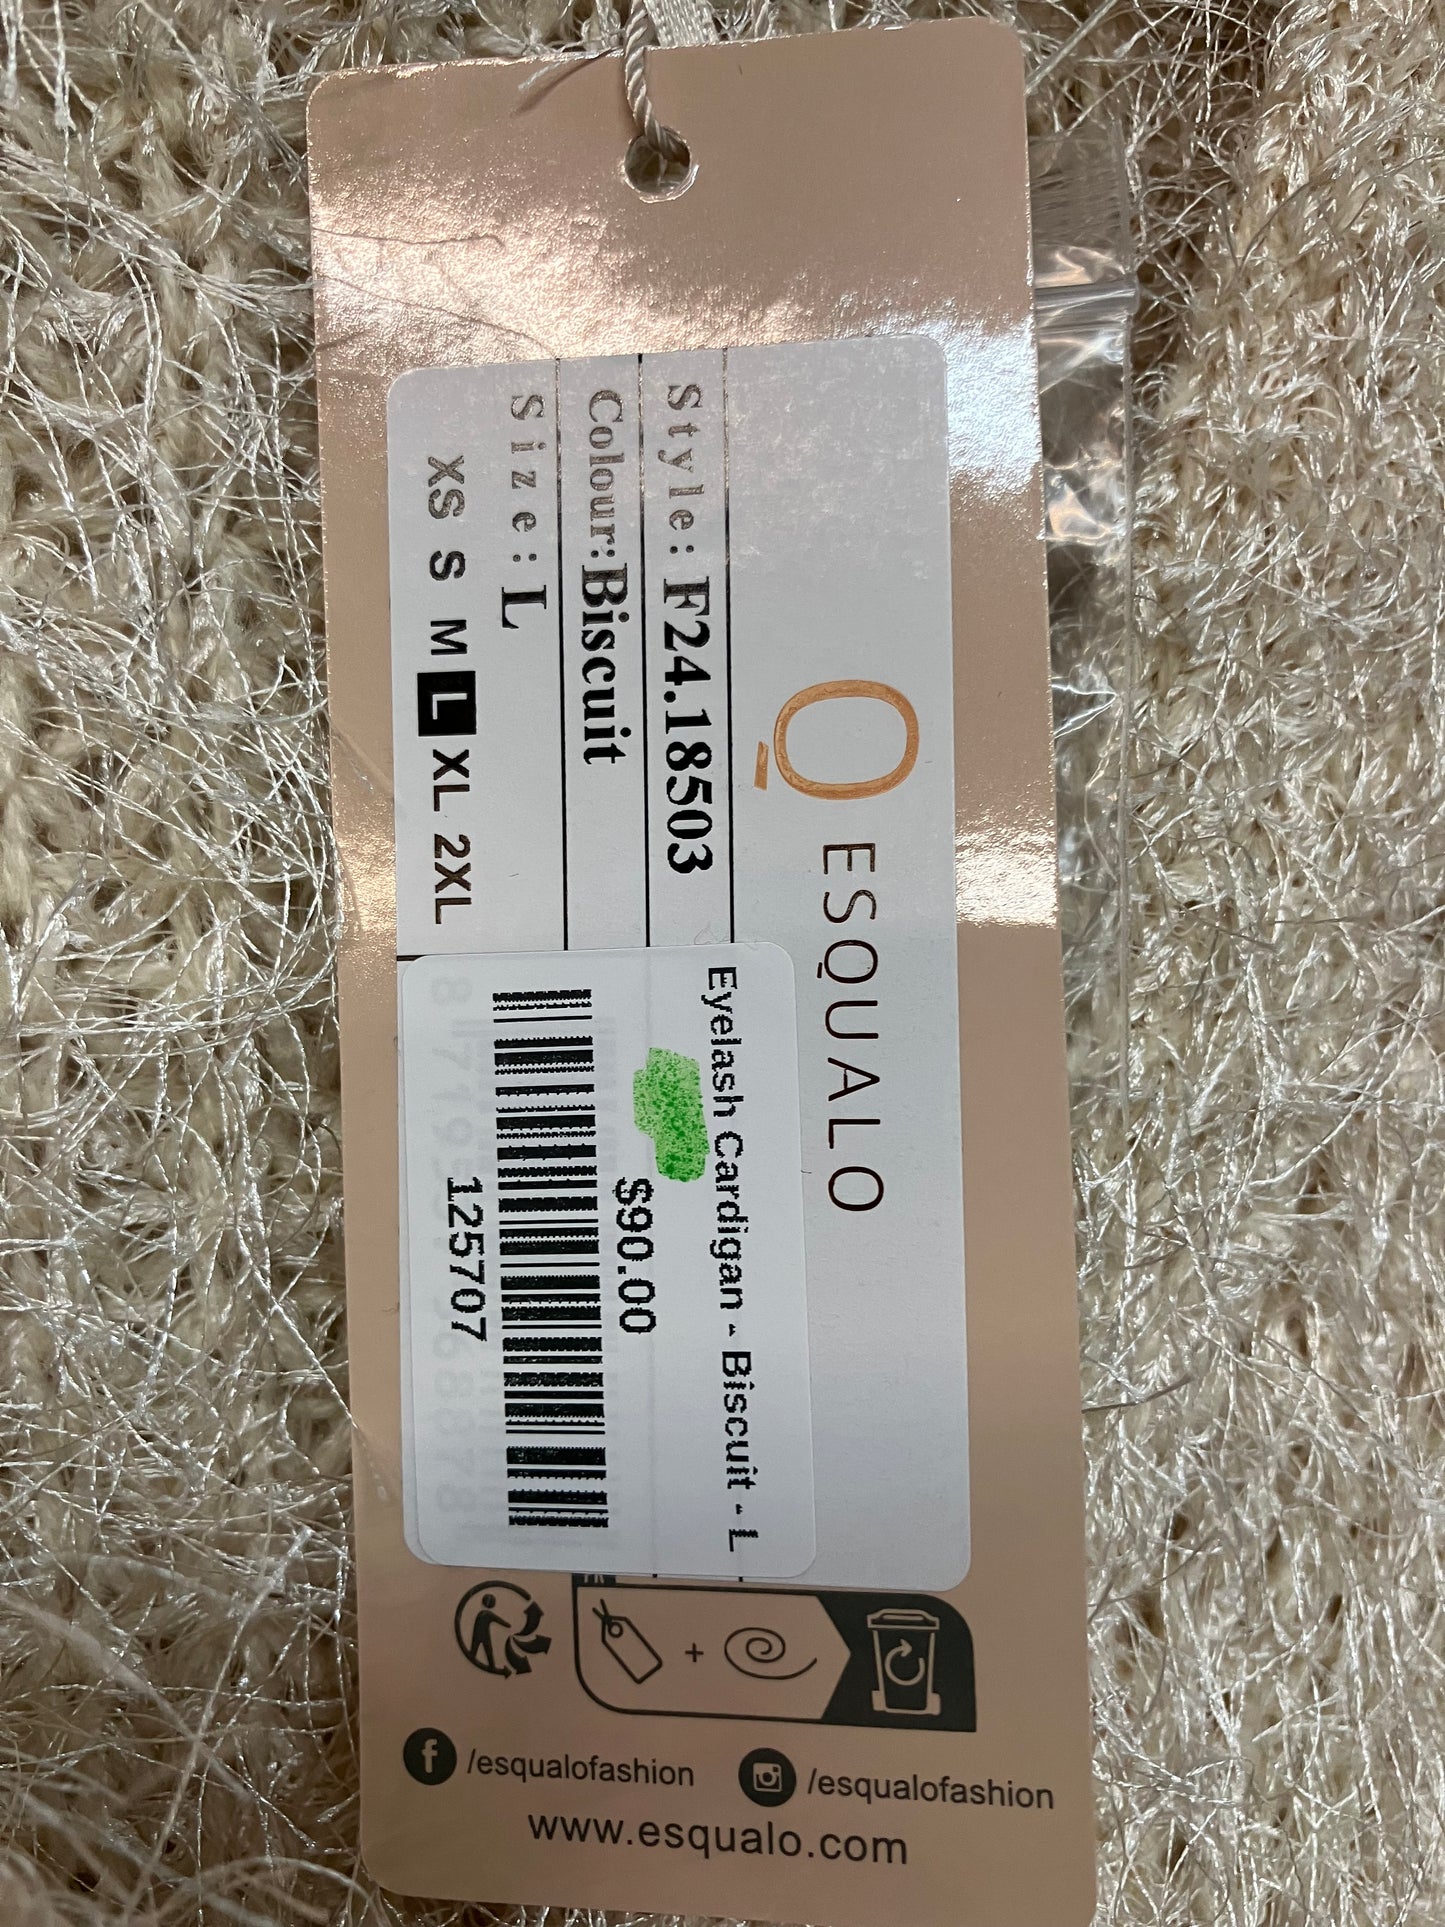 ESQUALO
Style: F24.18503
Colour: Biscuit
Size: L
XS S M L XL 2XL
Eyelash Cardigan - Biscuit - L
$90.00
125707
/esqualofashion
/esqualofashion
www.esqualo.com